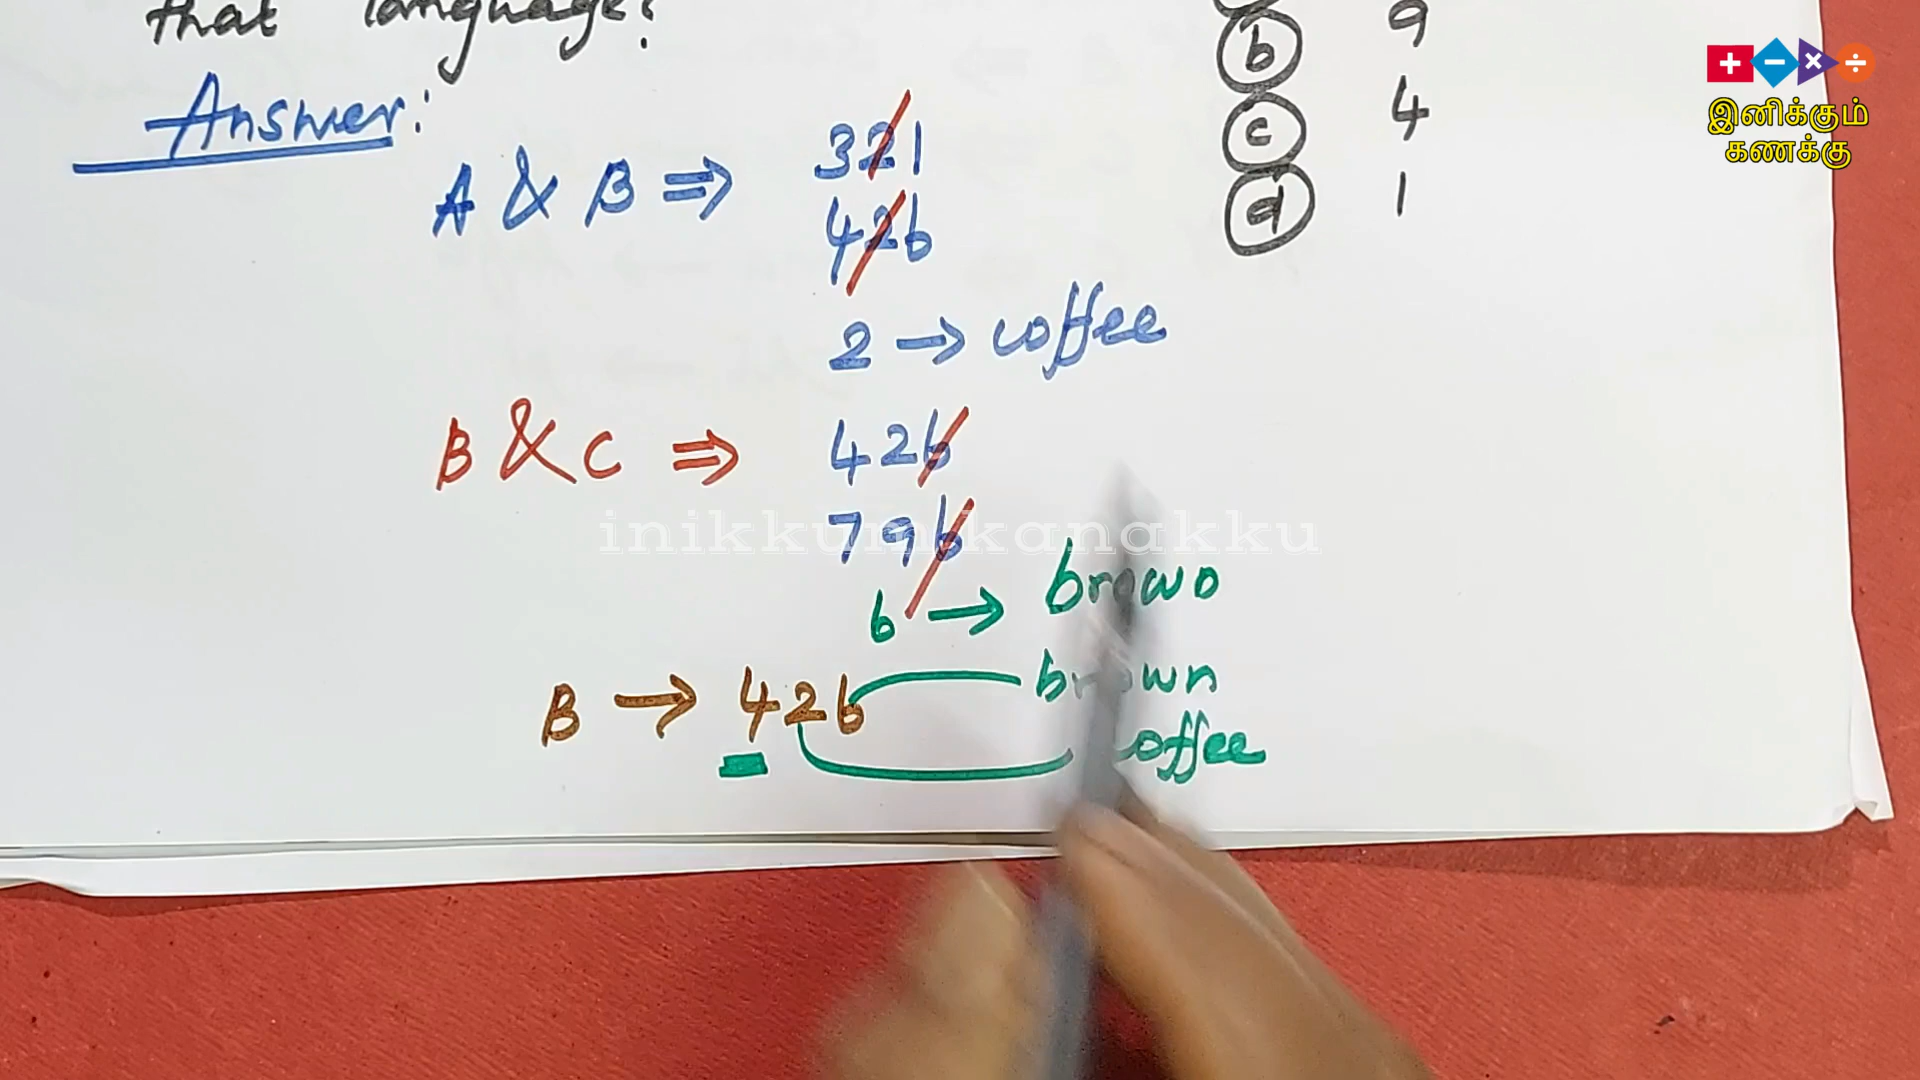 that language?
b 9
Answer:
c 4
A & B ⇒ 321
426
d 1
2 → coffee
B & C ⇒ 426
796
6 → brown
B → 426 brown
coffee
இனிக்கும்
கணக்கு
inikkum kanakku